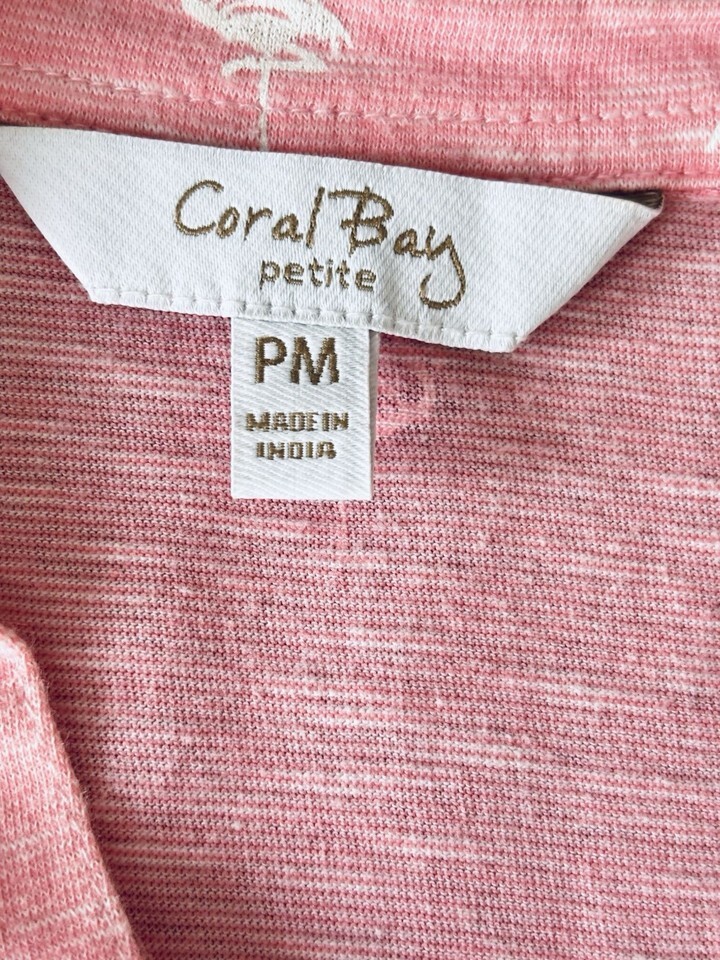 Coral Bay
petite
PM
MADE IN
INDIA